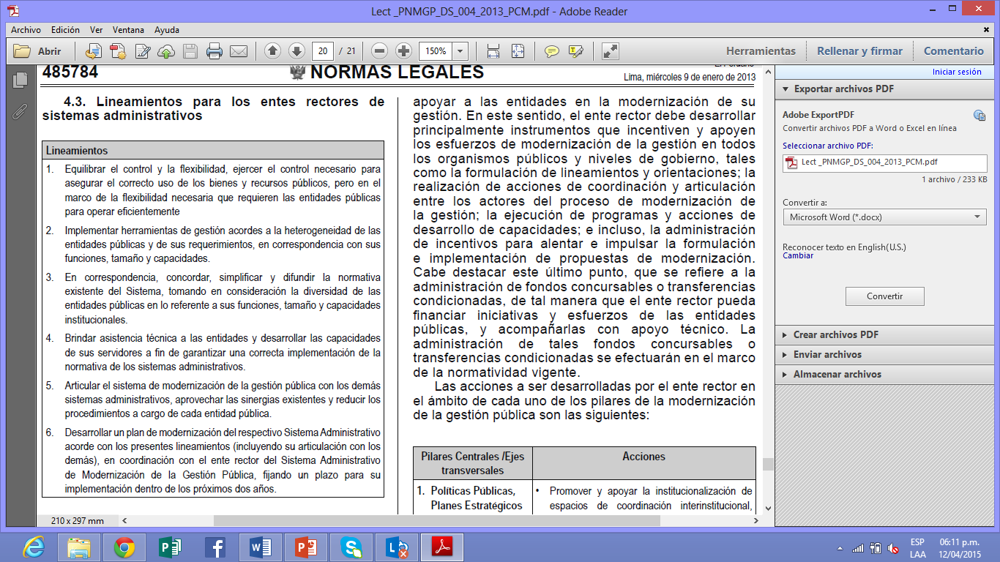 Lect _PNMGP_DS_004_2013_PCM.pdf - Adobe Reader
Archivo Edición Ver Ventana Ayuda
Abrir 20 / 21 150% Herramientas Rellenar y firmar Comentario
485784 NORMAS LEGALES
El Peruano
Lima, miércoles 9 de enero de 2013
4.3. Lineamientos para los entes rectores de
sistemas administrativos
Lineamientos
1. Equilibrar el control y la flexibilidad, ejercer el control necesario para
asegurar el correcto uso de los bienes y recursos públicos, pero en el
marco de la flexibilidad necesaria que requieren las entidades públicas
para operar eficientemente
2. Implementar herramientas de gestión acordes a la heterogeneidad de las
entidades públicas y de sus requerimientos, en correspondencia con sus
funciones, tamaño y capacidades.
3. En correspondencia, concordar, simplificar y difundir la normativa
existente del Sistema, tomando en consideración la diversidad de las
entidades públicas en lo referente a sus funciones, tamaño y capacidades
institucionales.
4. Brindar asistencia técnica a las entidades y desarrollar las capacidades
de sus servidores a fin de garantizar una correcta implementación de la
normativa de los sistemas administrativos.
5. Articular el sistema de modernización de la gestión pública con los demás
sistemas administrativos, aprovechar las sinergias existentes y reducir los
procedimientos a cargo de cada entidad pública.
6. Desarrollar un plan de modernización del respectivo Sistema Administrativo
acorde con los presentes lineamientos (incluyendo su articulación con los
demás), en coordinación con el ente rector del Sistema Administrativo
de Modernización de la Gestión Pública, fijando un plazo para su
implementación dentro de los próximos dos años.
apoyar a las entidades en la modernización de su
gestión. En este sentido, el ente rector debe desarrollar
principalmente instrumentos que incentiven y apoyen
los esfuerzos de modernización de la gestión en todos
los organismos públicos y niveles de gobierno, tales
como la formulación de lineamientos y orientaciones; la
realización de acciones de coordinación y articulación
entre los actores del proceso de modernización de
la gestión; la ejecución de programas y acciones de
desarrollo de capacidades; e incluso, la administración
de incentivos para alentar e impulsar la formulación
e implementación de propuestas de modernización.
Cabe destacar este último punto, que se refiere a la
administración de fondos concursables o transferencias
condicionadas, de tal manera que el ente rector pueda
financiar iniciativas y esfuerzos de las entidades
públicas, y acompañarlas con apoyo técnico. La
administración de tales fondos concursables o
transferencias condicionadas se efectuarán en el marco
de la normatividad vigente.
Las acciones a ser desarrolladas por el ente rector en
el ámbito de cada uno de los pilares de la modernización
de la gestión pública son las siguientes:
Pilares Centrales /Ejes
transversales
Acciones
1. Políticas Públicas,
Planes Estratégicos
• Promover y apoyar la institucionalización de
espacios de coordinación interinstitucional,
210 x 297 mm
Iniciar sesión
Exportar archivos PDF
Adobe ExportPDF
Convertir archivos PDF a Word o Excel en línea
Seleccionar archivo PDF:
Lect _PNMGP_DS_004_2013_PCM.pdf
1 archivo / 233 KB
Convertir a:
Microsoft Word (*.docx)
Reconocer texto en English(U.S.)
Cambiar
Convertir
Crear archivos PDF
Enviar archivos
Almacenar archivos
ESP 06:11 p.m.
LAA 12/04/2015